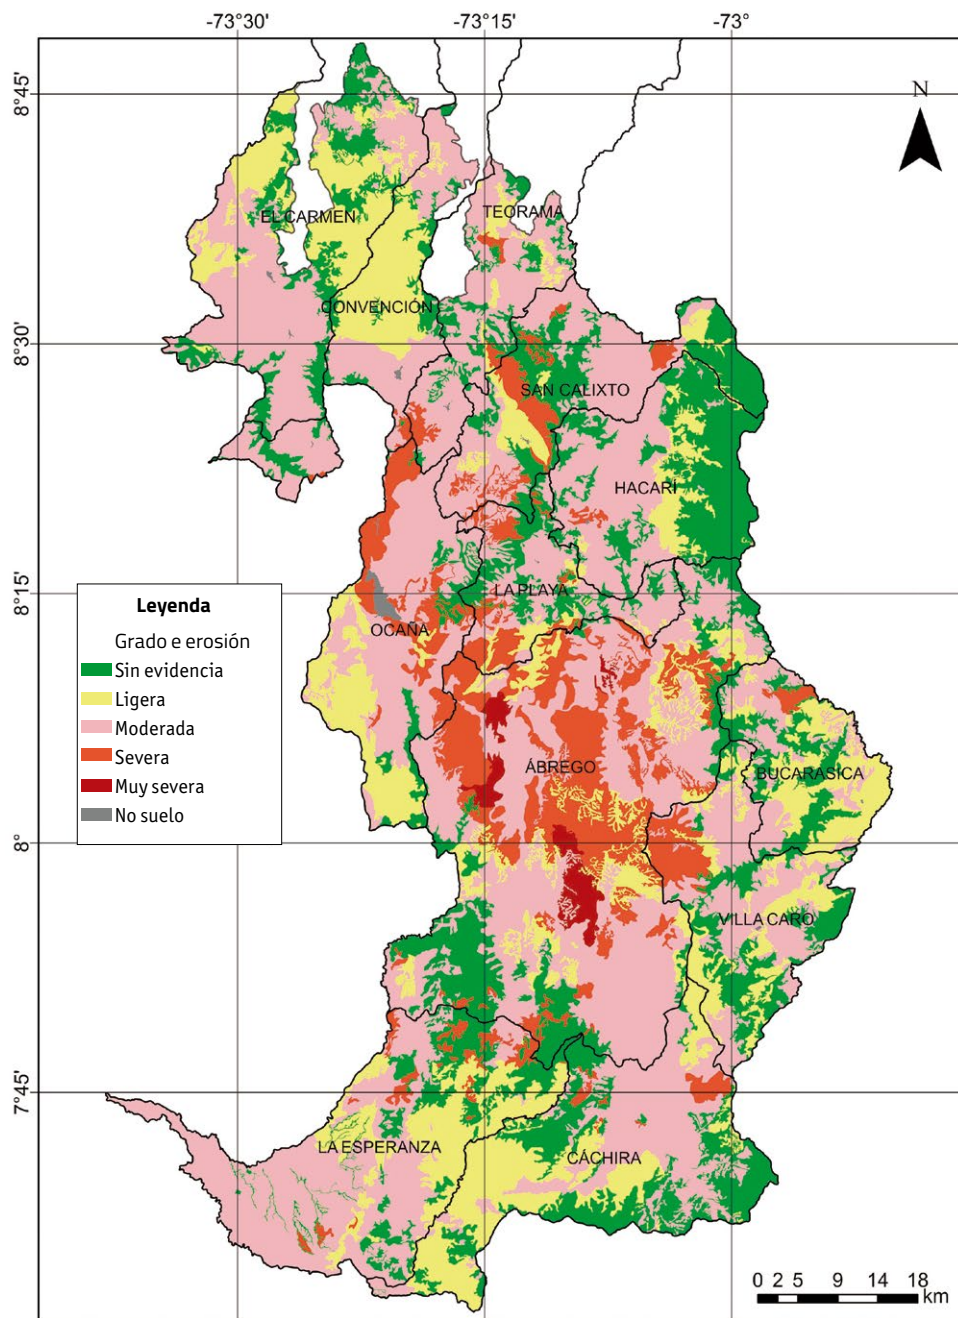 -73°30'
-73°15'
-73°
8°45'
N
EL CARMEN
TEORAMA
CONVENCIÓN
8°30'
SAN CALIXTO
HACARÍ
8°15'
LA PLAYA
OCAÑA
Leyenda
Grado e erosión
Sin evidencia
Ligera
Moderada
Severa
Muy severa
No suelo
ÁBREGO
BUCARASICA
8°
VILLA CARO
7°45'
LA ESPERANZA
CÁCHIRA
0 2 5 9 14 18
km